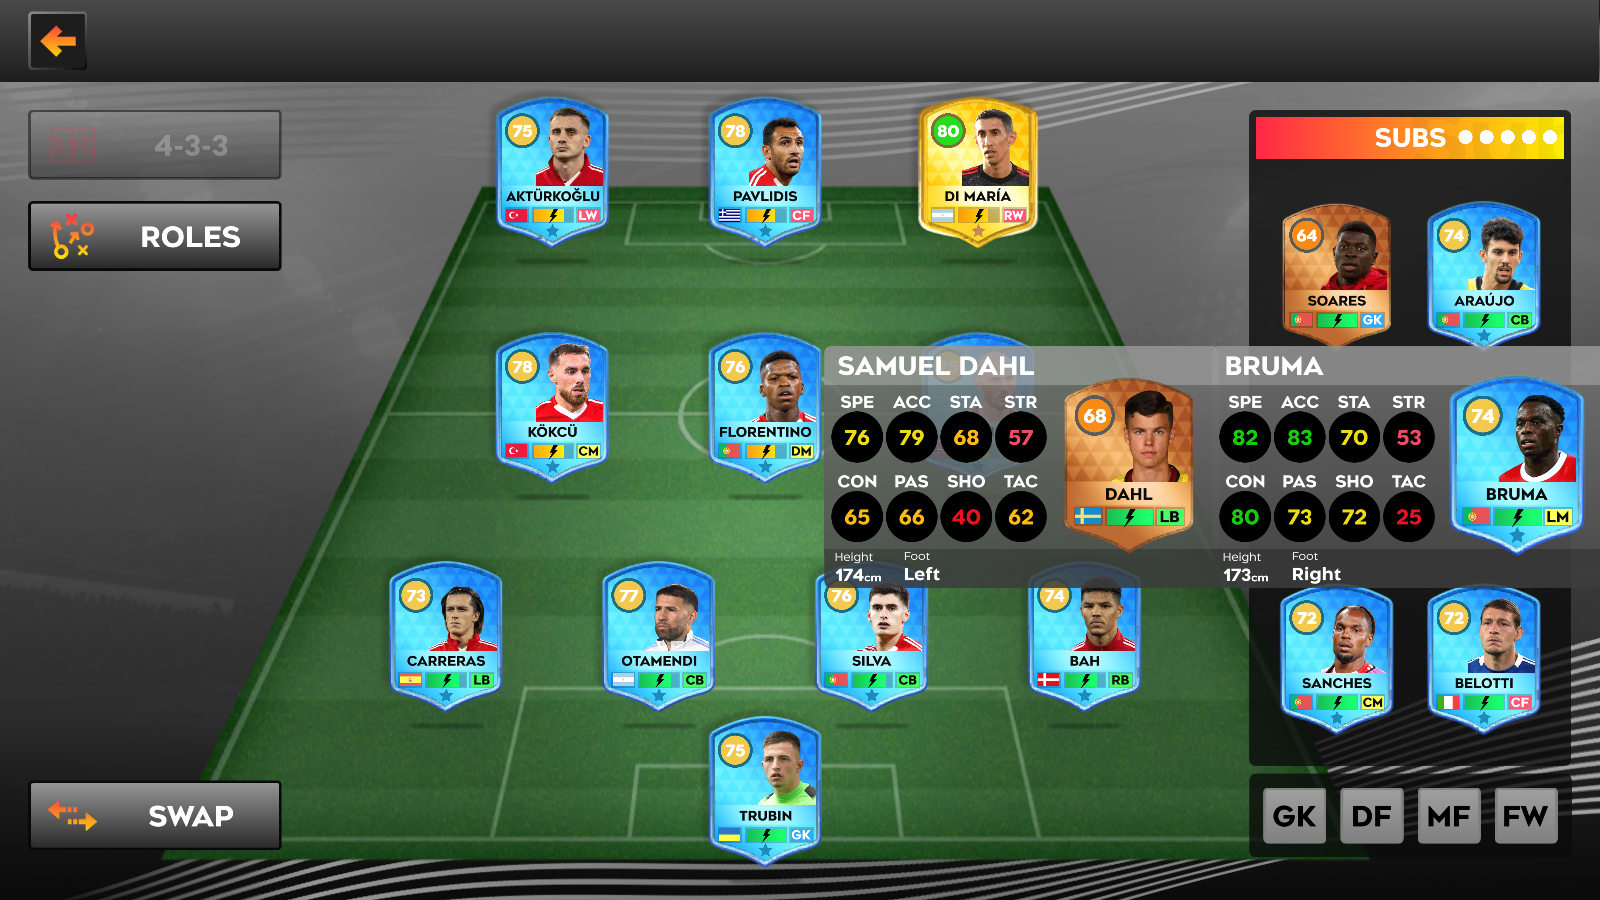 4-3-3
ROLES
SWAP
75
AKTÜRKOĞLU
LW
78
PAVLIDIS
CF
80
DI MARÍA
RW
78
KÖKCÜ
CM
76
FLORENTINO
DM
73
CARRERAS
LB
77
OTAMENDI
CB
76
SILVA
CB
74
BAH
RB
75
TRUBIN
GK
SUBS
64
SOARES
GK
74
ARAÚJO
CB
SAMUEL DAHL
SPE ACC STA STR
76 79 68 57
CON PAS SHO TAC
65 66 40 62
Height Foot
174cm Left
68
DAHL
LB
BRUMA
SPE ACC STA STR
82 83 70 53
CON PAS SHO TAC
80 73 72 25
Height Foot
173cm Right
74
BRUMA
LM
72
SANCHES
CM
72
BELOTTI
CF
GK DF MF FW